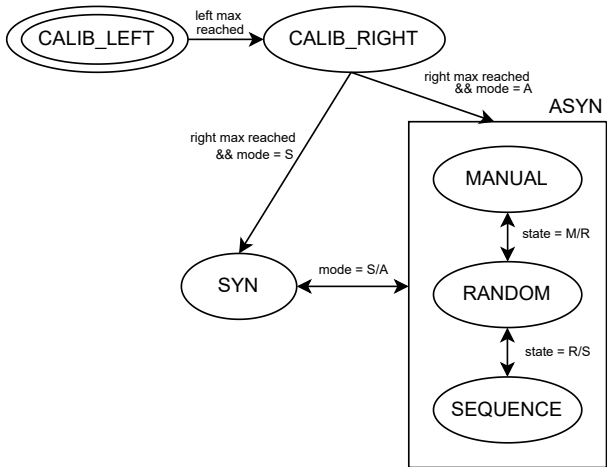 CALIB_LEFT
left max
reached
CALIB_RIGHT
right max reached
&& mode = A
ASYN
right max reached
&& mode = S
MANUAL
state = M/R
SYN
mode = S/A
RANDOM
state = R/S
SEQUENCE